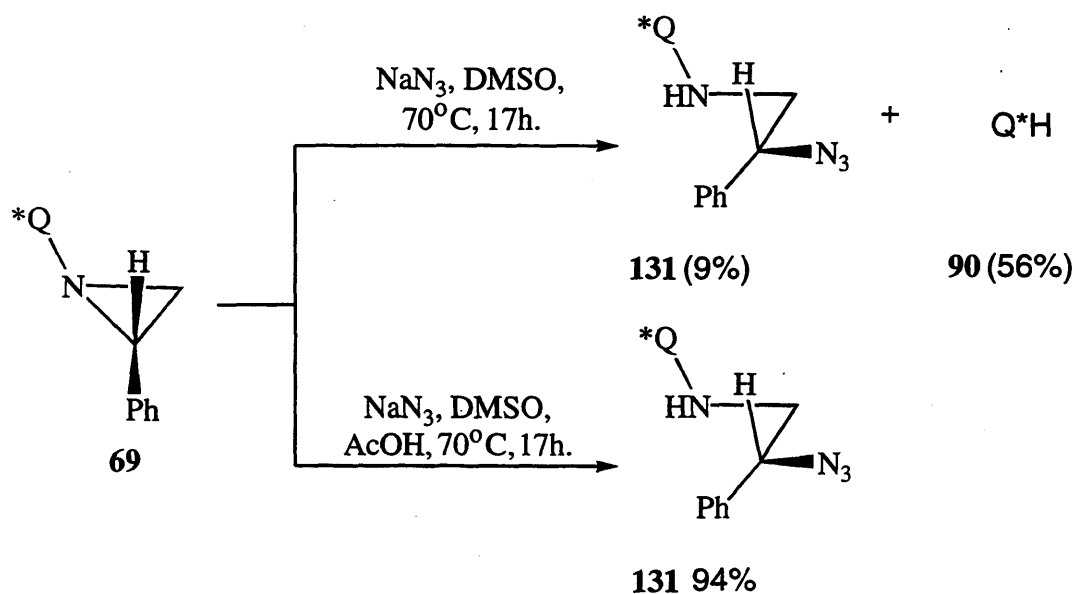 NaN₃, DMSO,
70°C, 17h.
*Q
H
HN
N₃
Ph
+
Q*H
131 (9%)
90 (56%)
*Q
H
N
Ph
69
NaN₃, DMSO,
AcOH, 70°C, 17h.
*Q
H
HN
N₃
Ph
131 94%